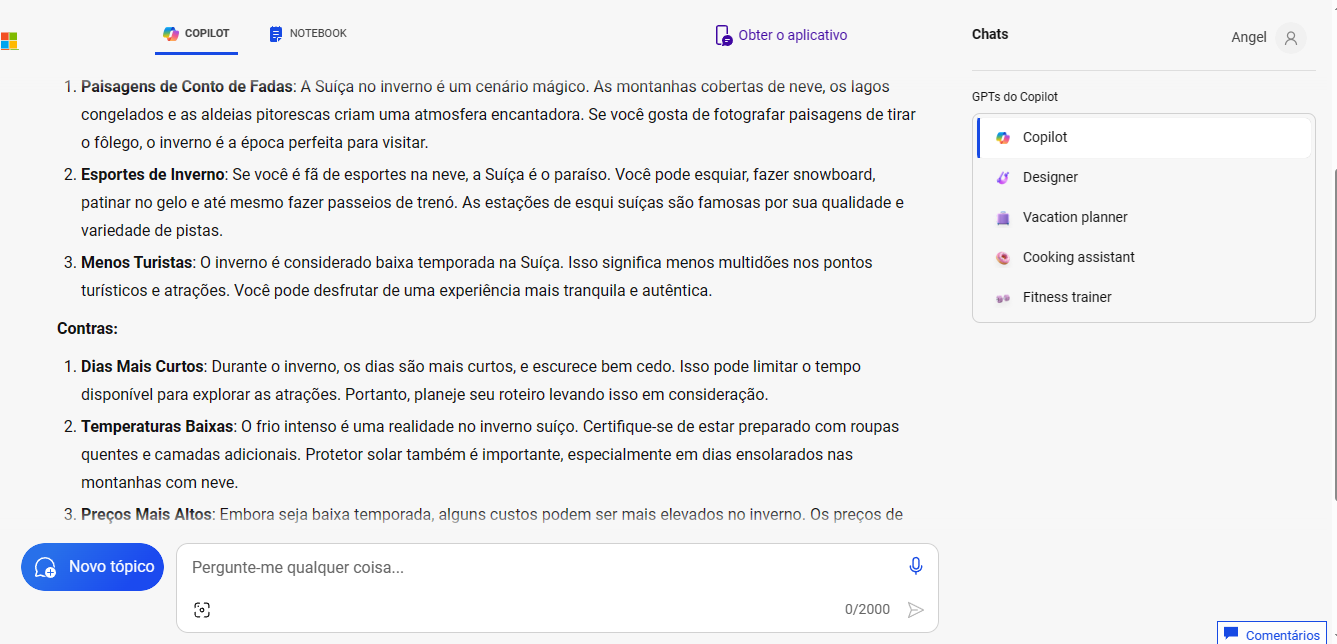 COPILOT
NOTEBOOK
Obter o aplicativo
1. Paisagens de Conto de Fadas: A Suíça no inverno é um cenário mágico. As montanhas cobertas de neve, os lagos
congelados e as aldeias pitorescas criam uma atmosfera encantadora. Se você gosta de fotografar paisagens de tirar
o fôlego, o inverno é a época perfeita para visitar.
2. Esportes de Inverno: Se você é fã de esportes na neve, a Suíça é o paraíso. Você pode esquiar, fazer snowboard,
patinar no gelo e até mesmo fazer passeios de trenó. As estações de esqui suíças são famosas por sua qualidade e
variedade de pistas.
3. Menos Turistas: O inverno é considerado baixa temporada na Suíça. Isso significa menos multidões nos pontos
turísticos e atrações. Você pode desfrutar de uma experiência mais tranquila e autêntica.
Contras:
1. Dias Mais Curtos: Durante o inverno, os dias são mais curtos, e escurece bem cedo. Isso pode limitar o tempo
disponível para explorar as atrações. Portanto, planeje seu roteiro levando isso em consideração.
2. Temperaturas Baixas: O frio intenso é uma realidade no inverno suíço. Certifique-se de estar preparado com roupas
quentes e camadas adicionais. Protetor solar também é importante, especialmente em dias ensolarados nas
montanhas com neve.
3. Preços Mais Altos: Embora seja baixa temporada, alguns custos podem ser mais elevados no inverno. Os preços de
Novo tópico
Pergunte-me qualquer coisa...
0/2000
Chats
Angel
GPTs do Copilot
Copilot
Designer
Vacation planner
Cooking assistant
Fitness trainer
Comentários